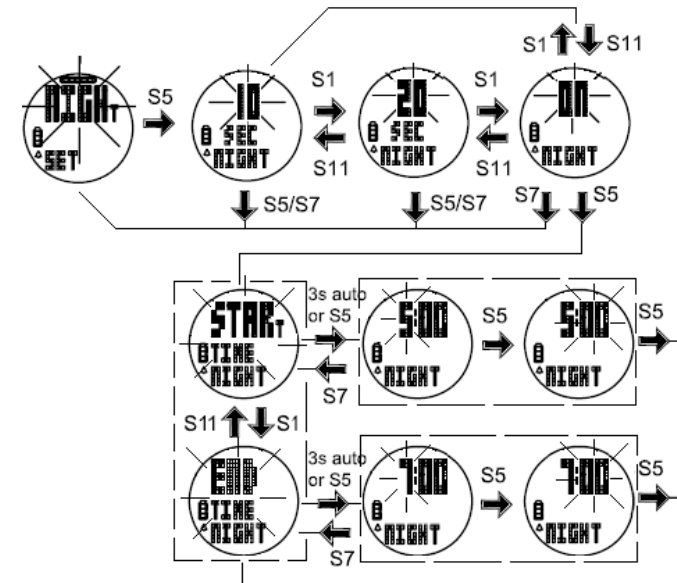 S1 S11
NIGHT
SET
S5
10
SEC
NIGHT
S1
S11
20
SEC
NIGHT
S1
S11
ON
NIGHT
S5/S7
S5/S7
S7
S5
START
TIME
NIGHT
3s auto
or S5
S7
5:00
NIGHT
S5
5:00
NIGHT
S5
S11 S1
END
TIME
NIGHT
3s auto
or S5
S7
7:00
NIGHT
S5
7:00
NIGHT
S5